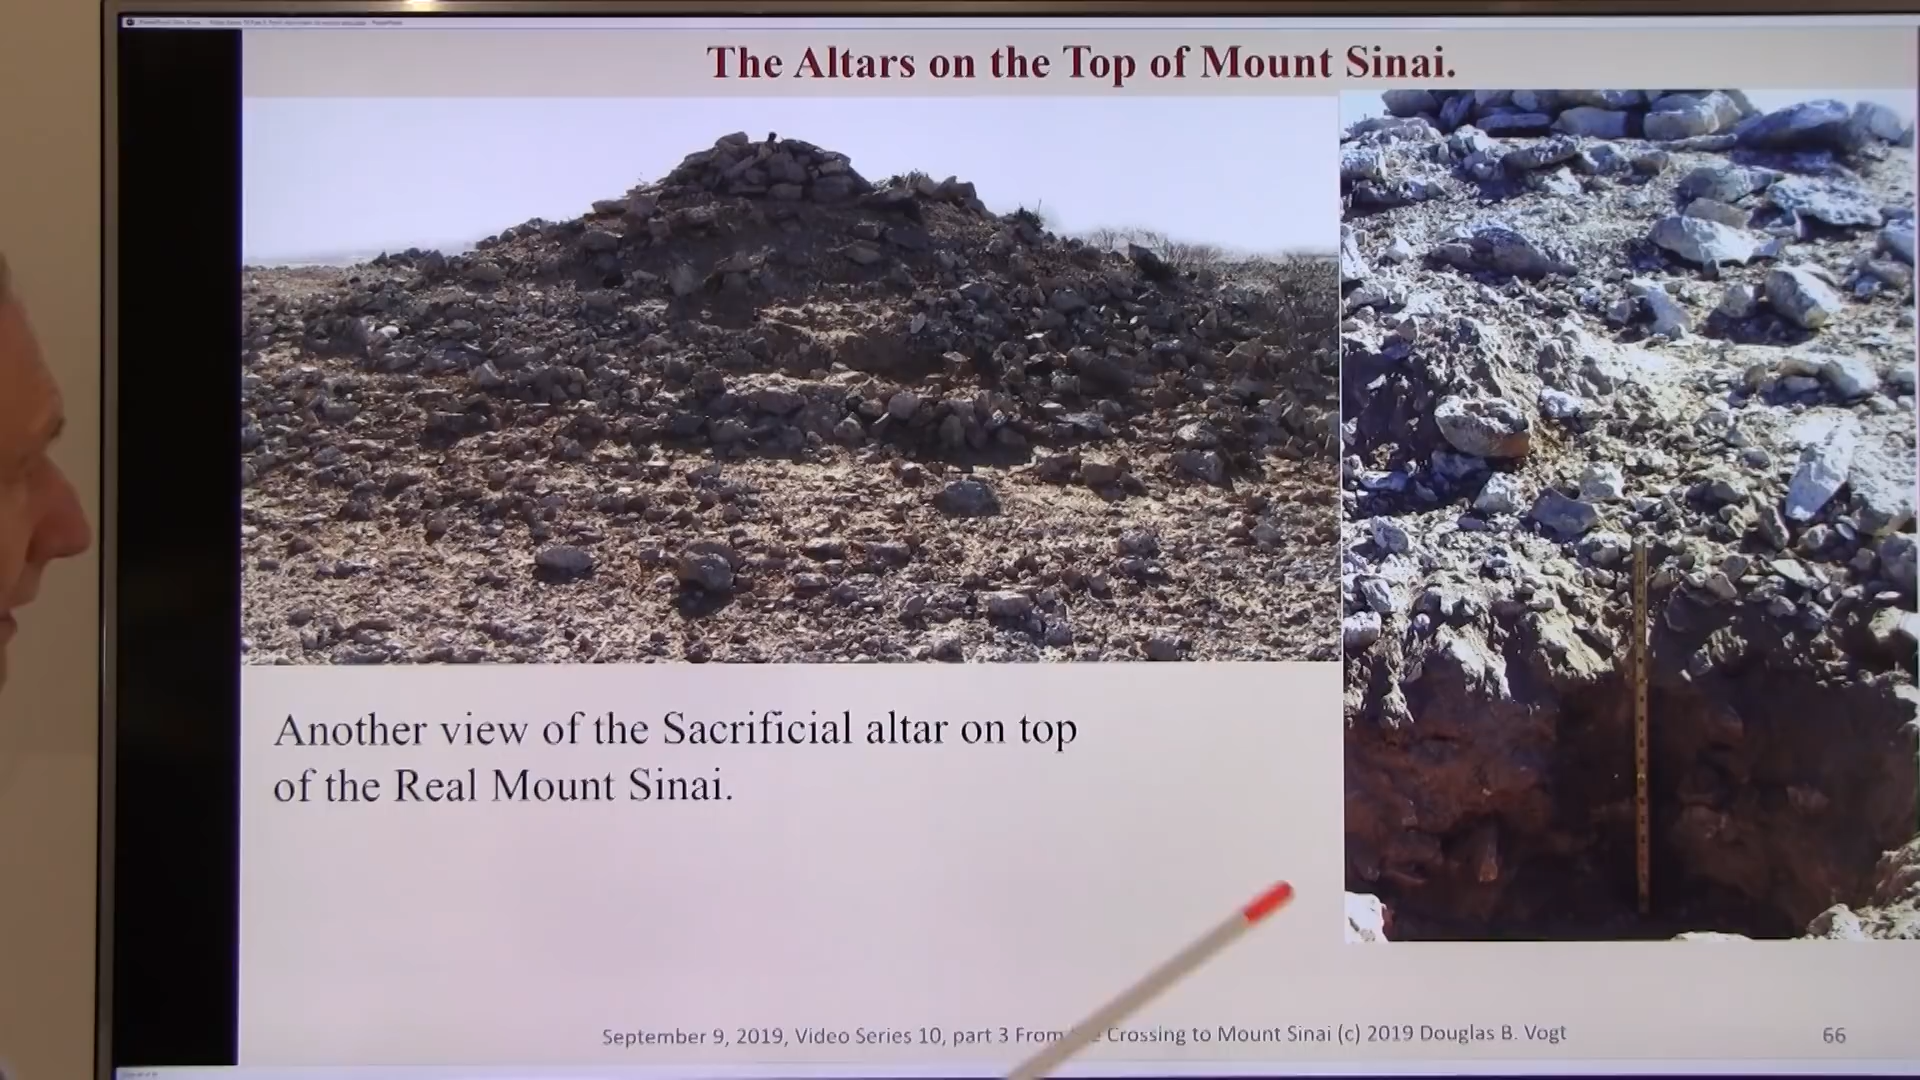 The Altars on the Top of Mount Sinai.
Another view of the Sacrificial altar on top
of the Real Mount Sinai.
September 9, 2019, Video Series 10, part 3 From Crossing to Mount Sinai (c) 2019 Douglas B. Vogt
66